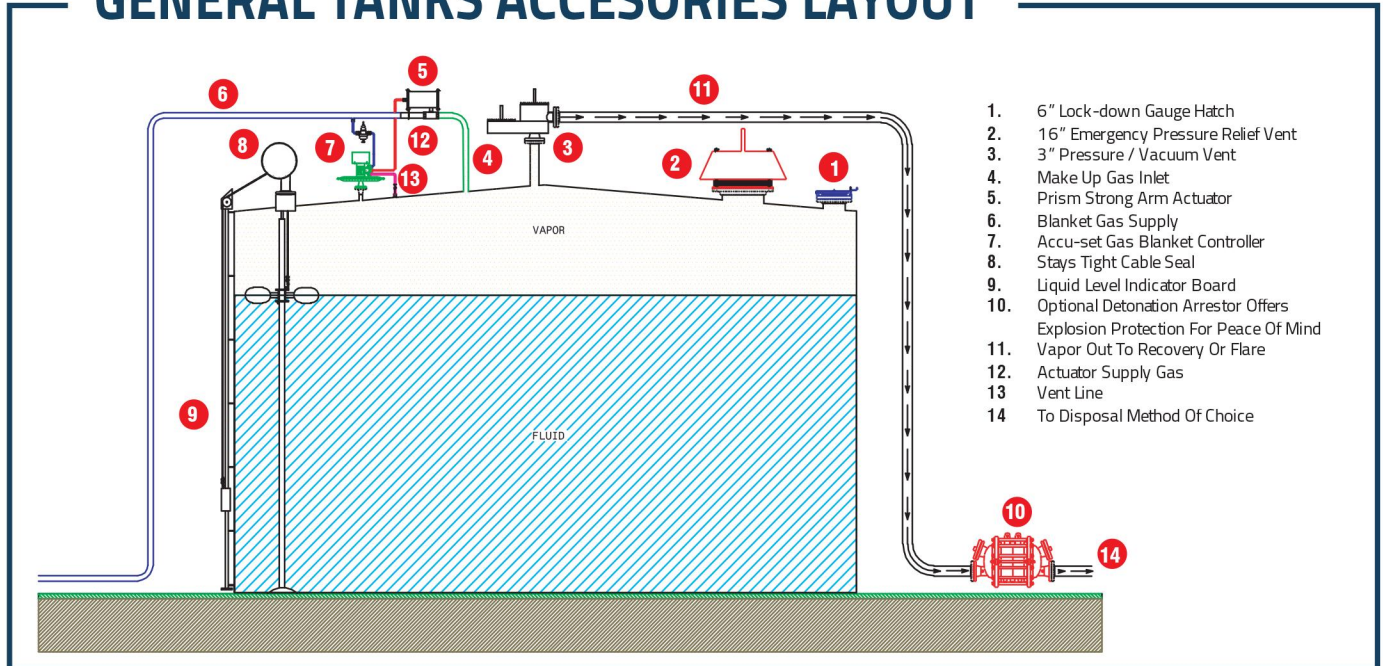 GENERAL TANKS ACCESORIES LAYOUT
5
6
11
8
7
12
4
3
2
1
13
VAPOR
9
FLUID
10
14
1. 6" Lock-down Gauge Hatch
2. 16" Emergency Pressure Relief Vent
3. 3" Pressure / Vacuum Vent
4. Make Up Gas Inlet
5. Prism Strong Arm Actuator
6. Blanket Gas Supply
7. Accu-set Gas Blanket Controller
8. Stays Tight Cable Seal
9. Liquid Level Indicator Board
10. Optional Detonation Arrestor Offers
Explosion Protection For Peace Of Mind
11. Vapor Out To Recovery Or Flare
12. Actuator Supply Gas
13 Vent Line
14 To Disposal Method Of Choice